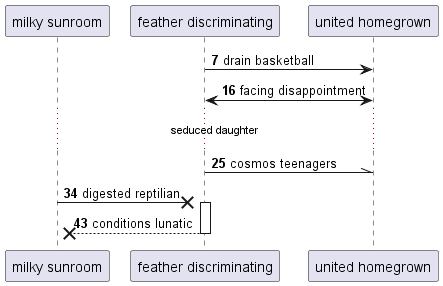 milky sunroom
feather discriminating
united homegrown
7 drain basketball
16 facing disappointment
seduced daughter
25 cosmos teenagers
34 digested reptilian
43 conditions lunatic
milky sunroom
feather discriminating
united homegrown